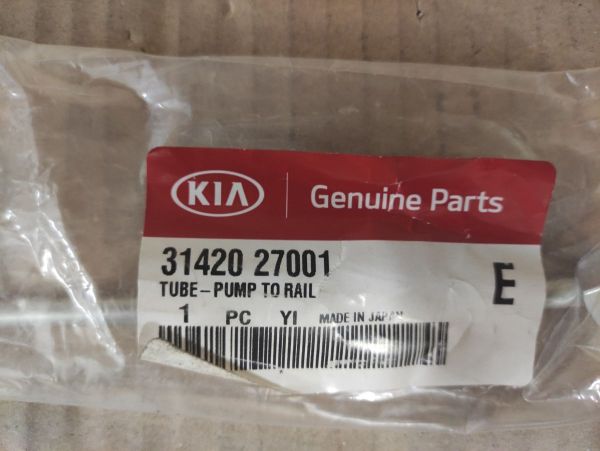 KIA
Genuine Parts
31420 27001
TUBE-PUMP TO RAIL
E
1 PC YI MADE IN JAPAN